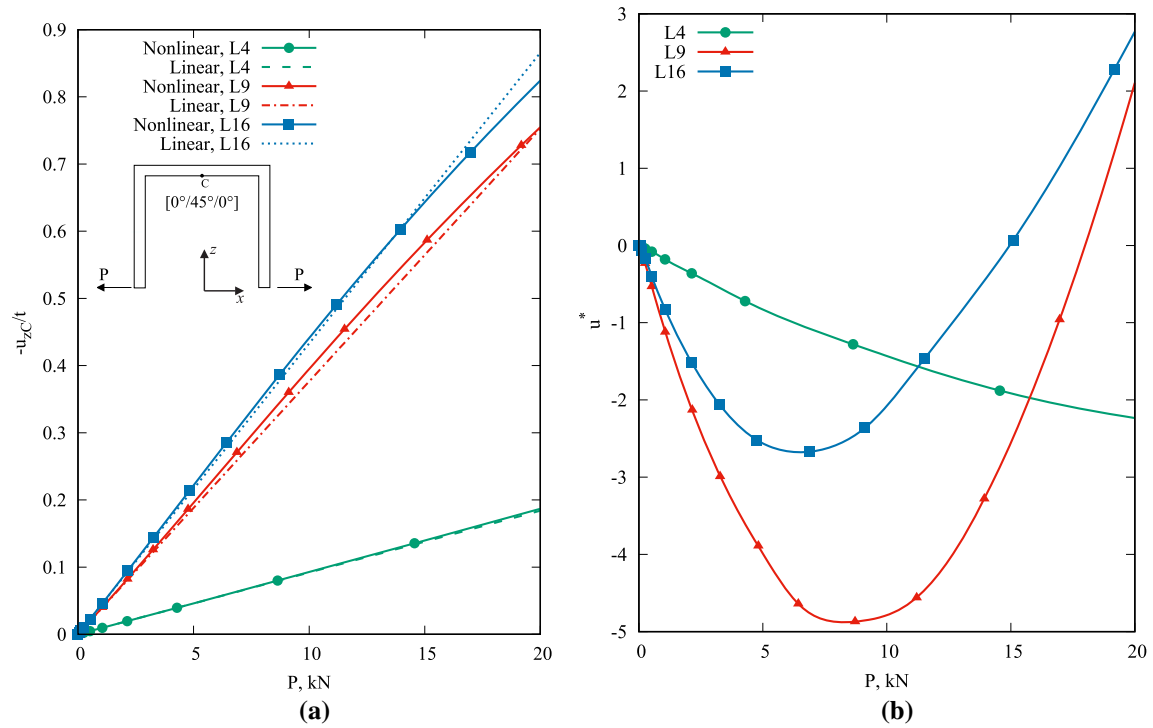 0.9
0.8
0.7
0.6
0.5
0.4
0.3
0.2
0.1
0
-u_zC/t
Nonlinear, L4
Linear, L4
Nonlinear, L9
Linear, L9
Nonlinear, L16
Linear, L16
C
[0°/45°/0°]
P
P
z
x
0 5 10 15 20
P, kN
(a)
3
2
1
0
-1
-2
-3
-4
-5
u*
L4
L9
L16
0 5 10 15 20
P, kN
(b)